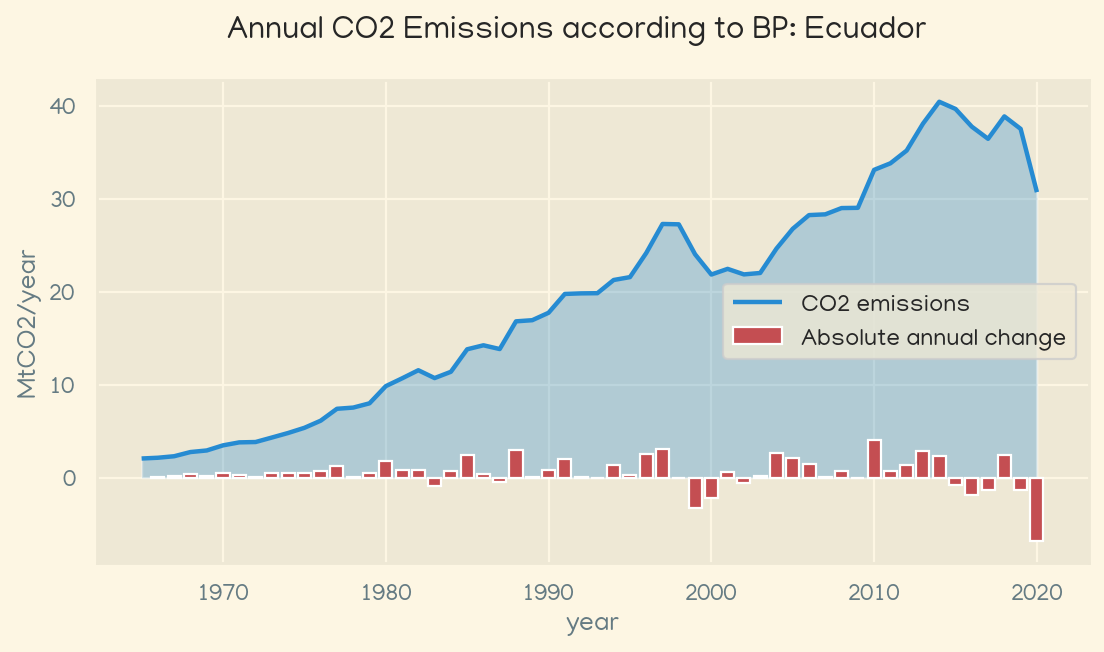 Annual CO2 Emissions according to BP: Ecuador
MtCO2/year
40
30
20
10
0
CO2 emissions
Absolute annual change
1970
1980
1990
2000
2010
2020
year